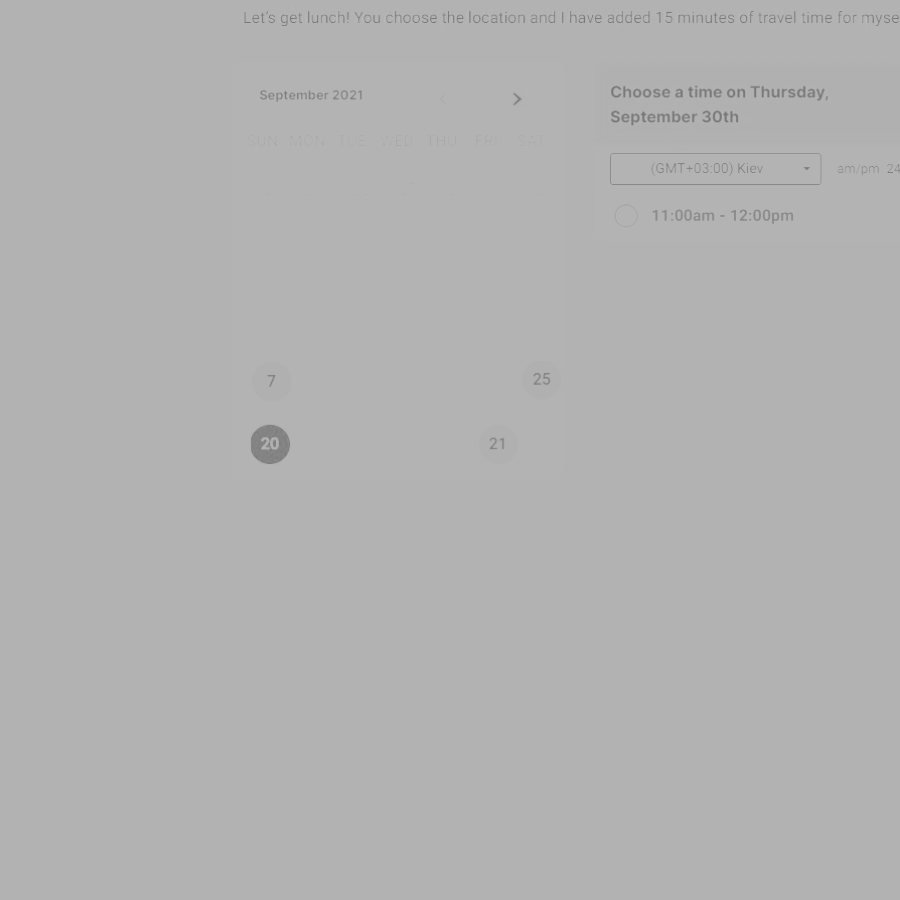 Let's get lunch! You choose the location and I have added 15 minutes of travel time for myse
September 2021
SUN MON TUE WED THU FRI SAT
7 25
20 21
Choose a time on Thursday,
September 30th
(GMT+03:00) Kiev am/pm 24
11:00am - 12:00pm